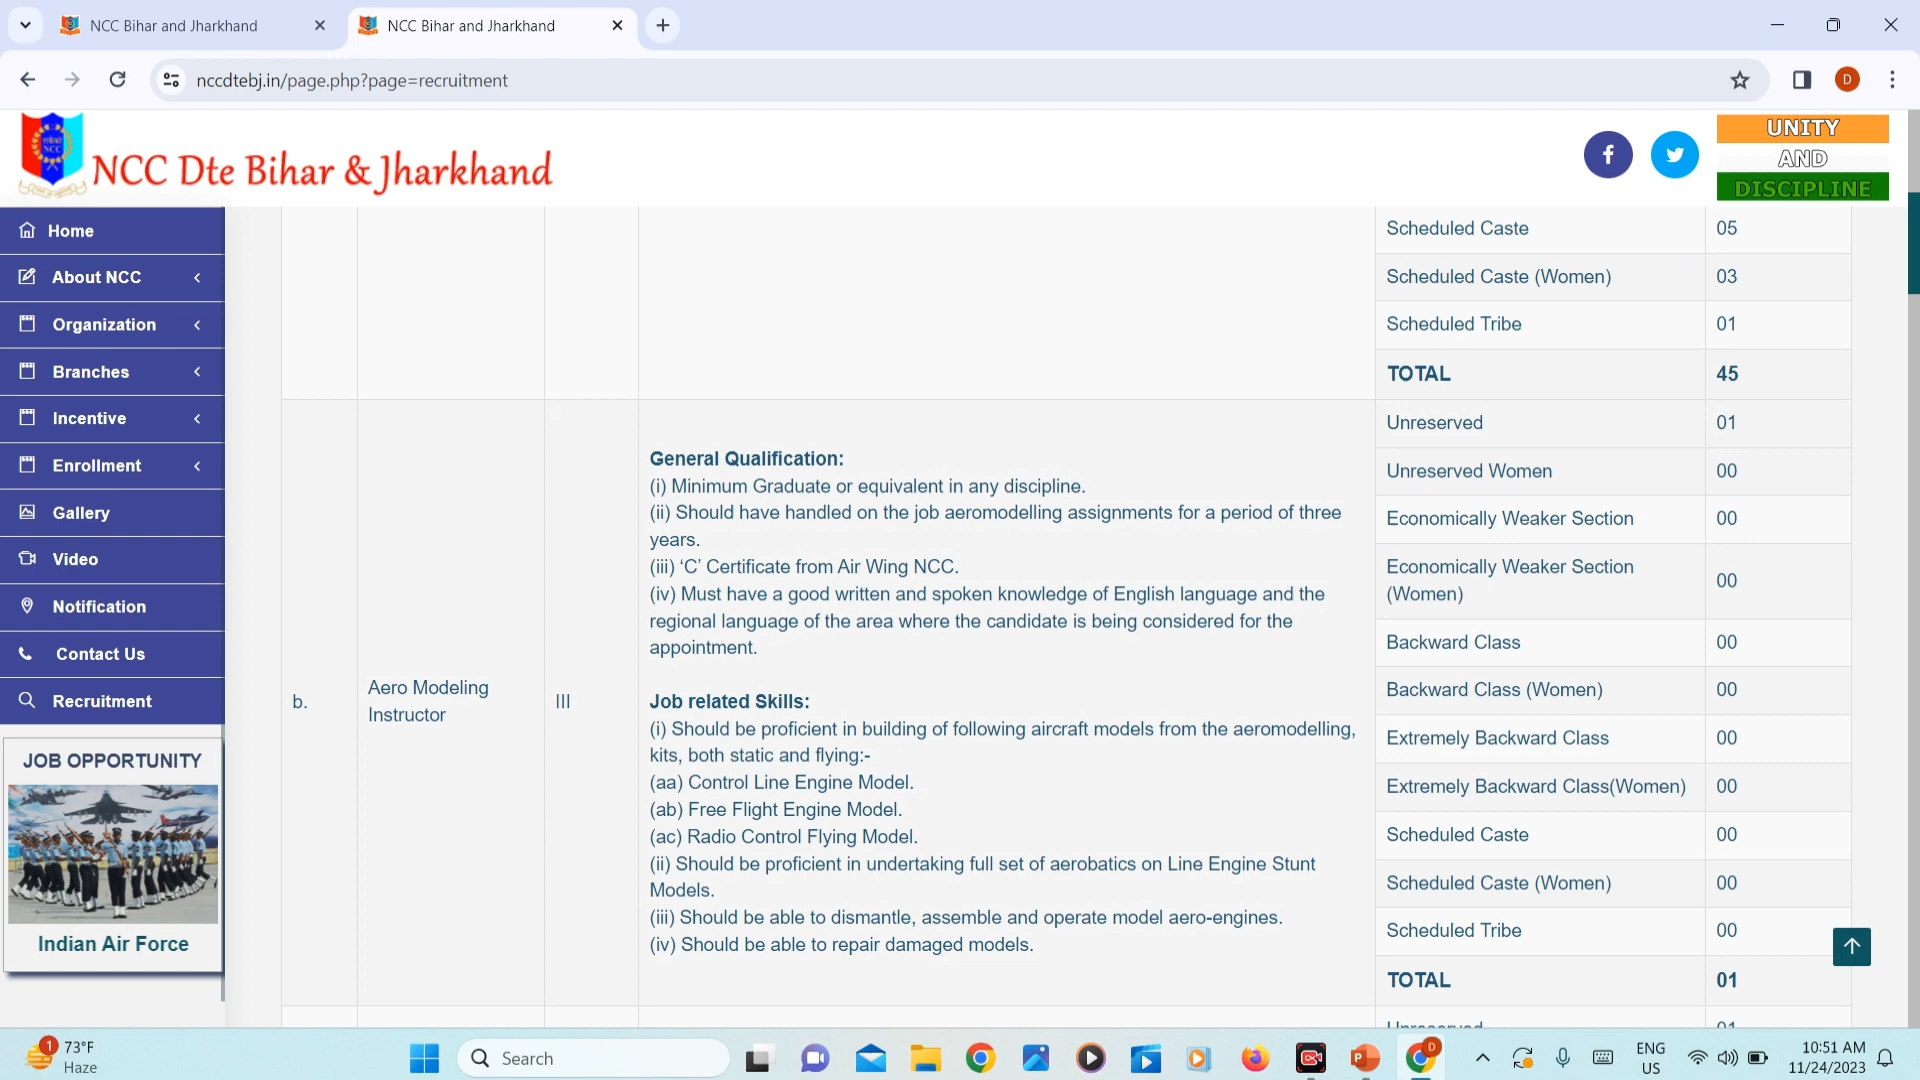 NCC Bihar and Jharkhand
NCC Bihar and Jharkhand
nccdtebj.in/page.php?page=recruitment
D
NCC Dte Bihar & Jharkhand
UNITY
AND
DISCIPLINE
Home
About NCC
Organization
Branches
Incentive
Enrollment
Gallery
Video
Notification
Contact Us
Recruitment
JOB OPPORTUNITY
Indian Air Force
Scheduled Caste 05
Scheduled Caste (Women) 03
Scheduled Tribe 01
TOTAL 45
b.
Aero Modeling
Instructor
III
General Qualification:
(i) Minimum Graduate or equivalent in any discipline.
(ii) Should have handled on the job aeromodelling assignments for a period of three
years.
(iii) ‘C’ Certificate from Air Wing NCC.
(iv) Must have a good written and spoken knowledge of English language and the
regional language of the area where the candidate is being considered for the
appointment.
Job related Skills:
(i) Should be proficient in building of following aircraft models from the aeromodelling,
kits, both static and flying:-
(aa) Control Line Engine Model.
(ab) Free Flight Engine Model.
(ac) Radio Control Flying Model.
(ii) Should be proficient in undertaking full set of aerobatics on Line Engine Stunt
Models.
(iii) Should be able to dismantle, assemble and operate model aero-engines.
(iv) Should be able to repair damaged models.
Unreserved 01
Unreserved Women 00
Economically Weaker Section 00
Economically Weaker Section
(Women) 00
Backward Class 00
Backward Class (Women) 00
Extremely Backward Class 00
Extremely Backward Class(Women) 00
Scheduled Caste 00
Scheduled Caste (Women) 00
Scheduled Tribe 00
TOTAL 01
Unreserved 01
1
73°F
Haze
Search
D
ENG
US
10:51 AM
11/24/2023